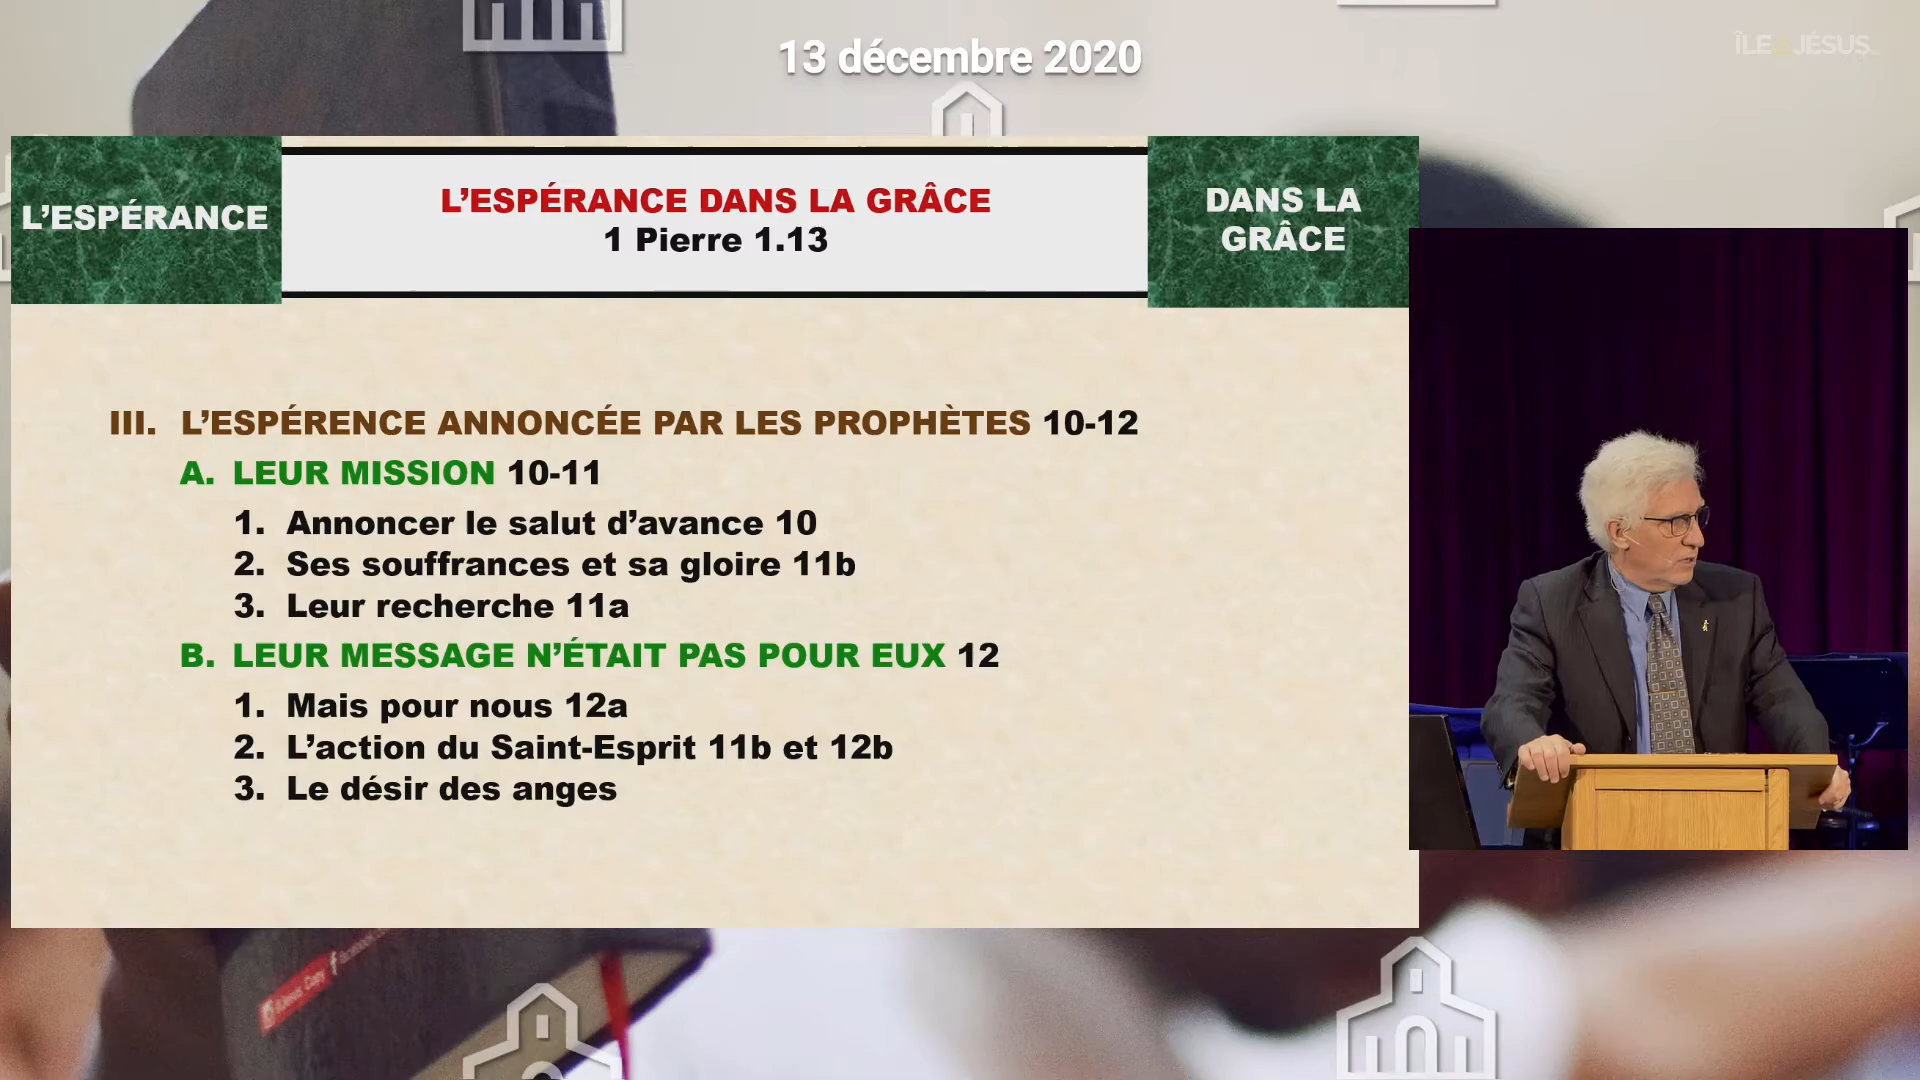 13 décembre 2020
ÎLE JÉSUS
L’ESPÉRANCE
L’ESPÉRANCE DANS LA GRÂCE
1 Pierre 1.13
DANS LA
GRÂCE
III. L’ESPÉRENCE ANNONCÉE PAR LES PROPHÈTES 10-12
A. LEUR MISSION 10-11
1. Annoncer le salut d’avance 10
2. Ses souffrances et sa gloire 11b
3. Leur recherche 11a
B. LEUR MESSAGE N’ÉTAIT PAS POUR EUX 12
1. Mais pour nous 12a
2. L’action du Saint-Esprit 11b et 12b
3. Le désir des anges